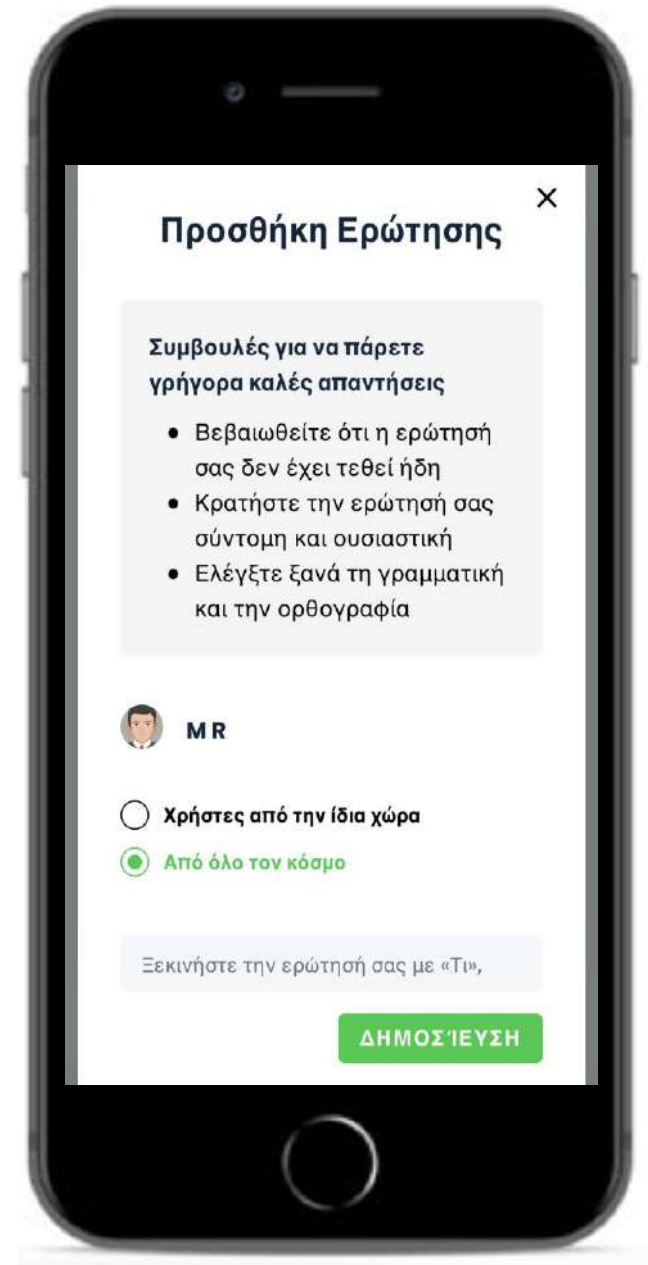 Προσθήκη Ερώτησης
Συμβουλές για να πάρετε
γρήγορα καλές απαντήσεις
• Βεβαιωθείτε ότι η ερώτησή
σας δεν έχει τεθεί ήδη
• Κρατήστε την ερώτησή σας
σύντομη και ουσιαστική
• Ελέγξτε ξανά τη γραμματική
και την ορθογραφία
M R
Χρήστες από την ίδια χώρα
Από όλο τον κόσμο
Ξεκινήστε την ερώτησή σας με «Τι»,
ΔΗΜΟΣΊΕΥΣΗ